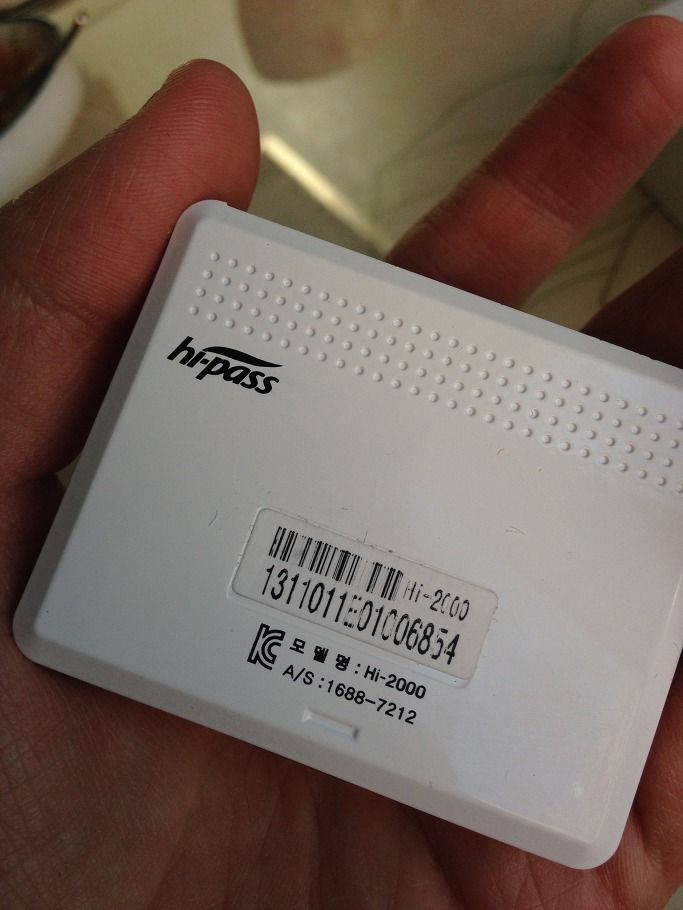 hi-pass
Hi-2000
1311011E01006854
모델명 : Hi-2000
A/S : 1688-7212